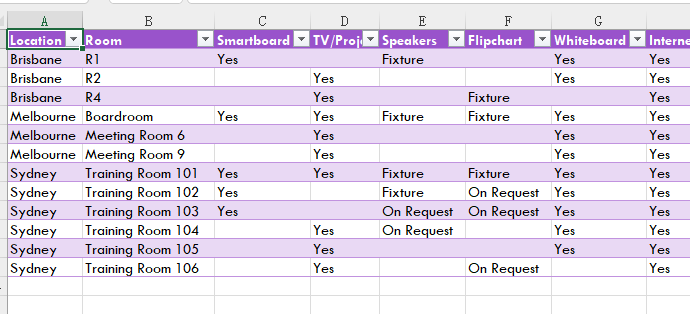 A B C D E F G
Location Room Smartboard TV/Proje Speakers Flipchart Whiteboard Interne
Brisbane R1 Yes Fixture Yes Yes
Brisbane R2 Yes Yes Yes
Brisbane R4 Yes Fixture Yes
Melbourne Boardroom Yes Yes Fixture Fixture Yes Yes
Melbourne Meeting Room 6 Yes Yes Yes
Melbourne Meeting Room 9 Yes Yes Yes
Sydney Training Room 101 Yes Yes Fixture Fixture Yes Yes
Sydney Training Room 102 Yes Fixture On Request Yes Yes
Sydney Training Room 103 Yes On Request On Request Yes Yes
Sydney Training Room 104 Yes On Request Yes Yes
Sydney Training Room 105 Yes Yes Yes
Sydney Training Room 106 Yes On Request Yes